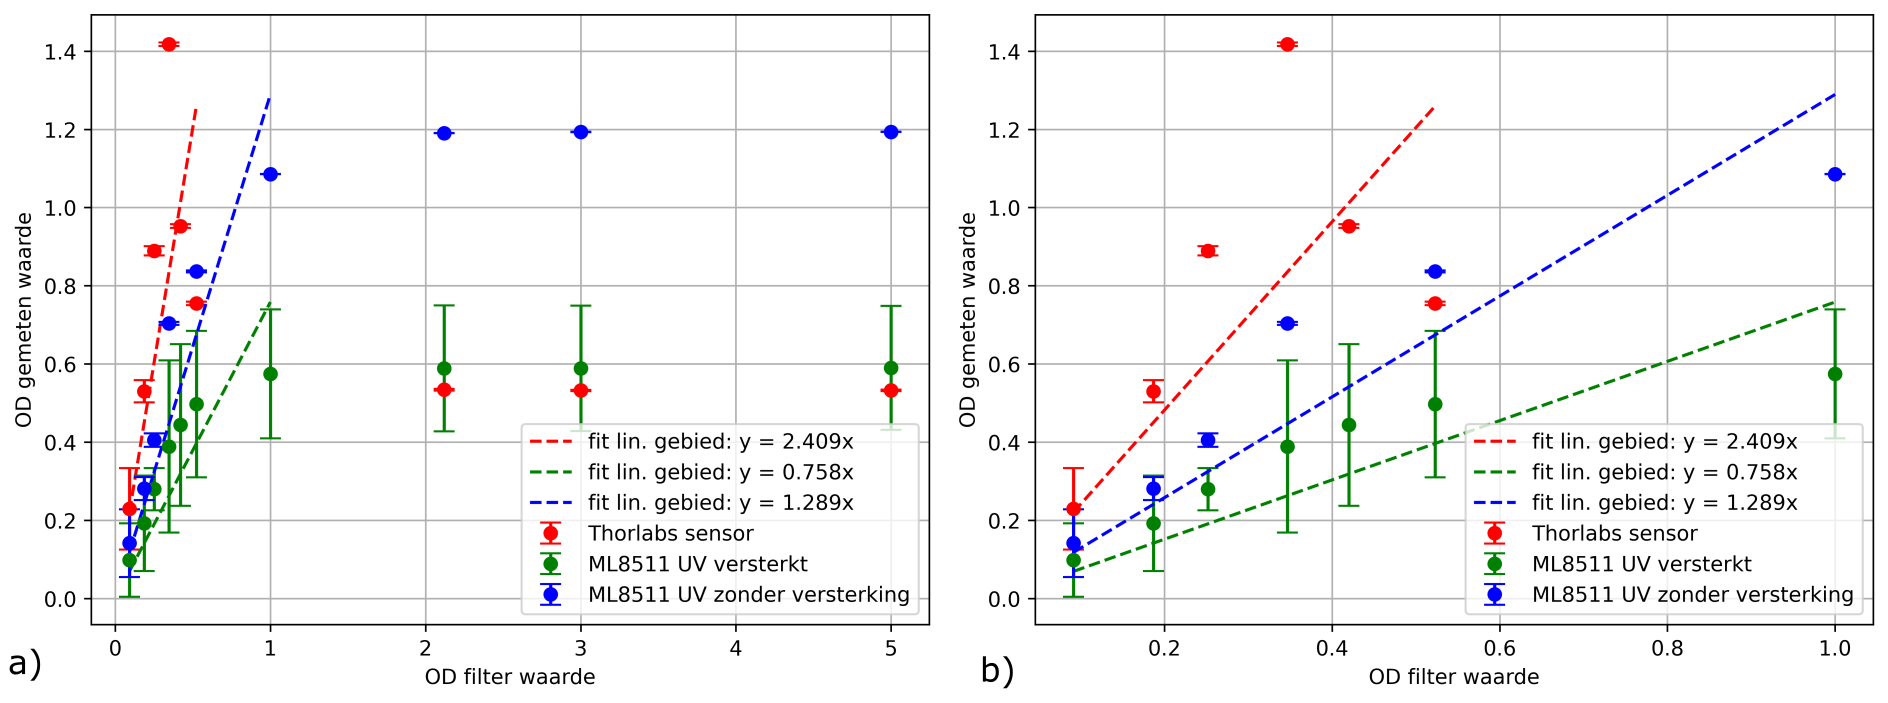 1.4
1.2
1.0
0.8
0.6
0.4
0.2
0.0
OD gemeten waarde
0 1 2 3 4 5
OD filter waarde
fit lin. gebied: y = 2.409x
fit lin. gebied: y = 0.758x
fit lin. gebied: y = 1.289x
Thorlabs sensor
ML8511 UV versterkt
ML8511 UV zonder versterking
a)
1.4
1.2
1.0
0.8
0.6
0.4
0.2
0.0
OD gemeten waarde
0.2 0.4 0.6 0.8 1.0
OD filter waarde
fit lin. gebied: y = 2.409x
fit lin. gebied: y = 0.758x
fit lin. gebied: y = 1.289x
Thorlabs sensor
ML8511 UV versterkt
ML8511 UV zonder versterking
b)